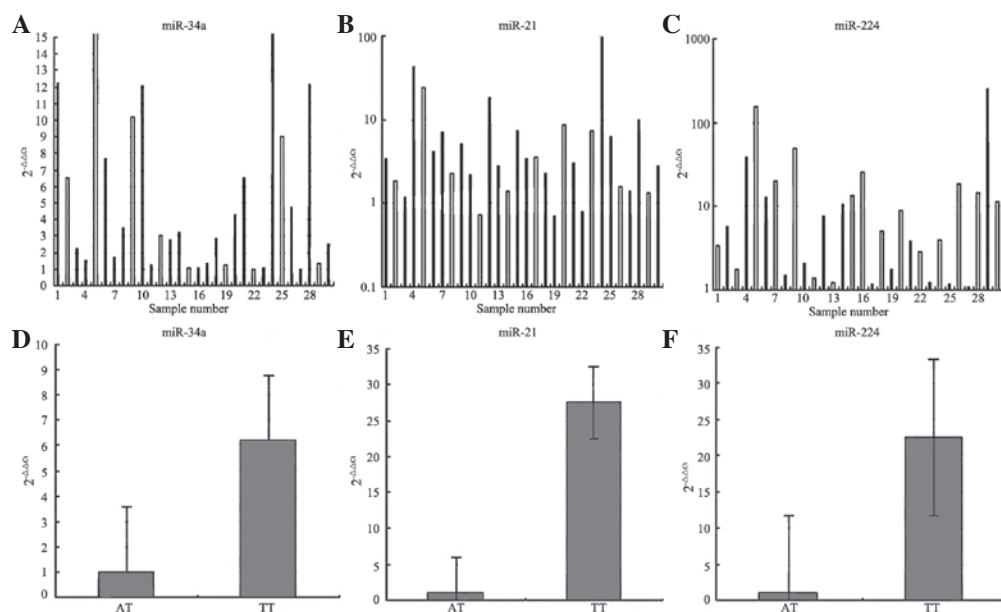 A
miR-34a
15
14
13
12
11
10
9
8
7
6
5
4
3
2
1
0
2-ΔΔCt
1 4 7 10 13 16 19 22 25 28
Sample number
B
miR-21
100
10
1
0.1
2-ΔΔCt
1 4 7 10 13 16 19 22 25 28
Sample number
C
miR-224
1000
100
10
1
2-ΔΔCt
1 4 7 10 13 16 19 22 25 28
Sample number
D
miR-34a
10
9
8
7
6
5
4
3
2
1
0
2-ΔΔCt
AT TT
E
miR-21
35
30
25
20
15
10
5
0
2-ΔΔCt
AT TT
F
miR-224
35
30
25
20
15
10
5
0
2-ΔΔCt
AT TT